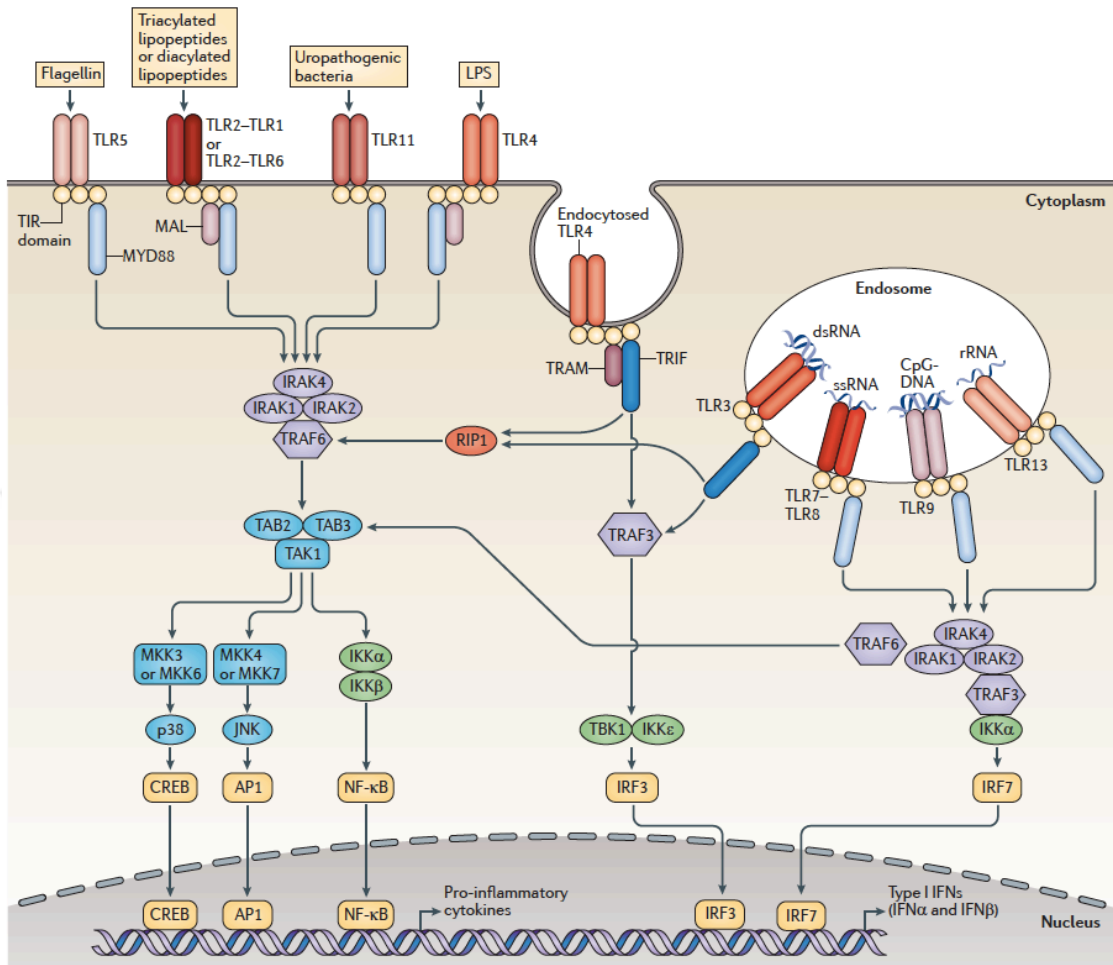 Flagellin
Triacylated
lipopeptides
or diacylated
lipopeptides
Uropathogenic
bacteria
LPS
TLR5
TLR2–TLR1
or
TLR2–TLR6
TLR11
TLR4
Cytoplasm
TIR
domain
MYD88
MAL
Endocytosed
TLR4
TRAM
TRIF
Endosome
dsRNA
ssRNA
CpG-
DNA
rRNA
TLR3
TLR7–
TLR8
TLR9
TLR13
IRAK4
IRAK1
IRAK2
TRAF6
RIP1
TRAF3
TAB2
TAB3
TAK1
TRAF6
IRAK4
IRAK1
IRAK2
TRAF3
IKKα
MKK3
or MKK6
MKK4
or MKK7
IKKα
IKKβ
p38
JNK
TBK1
IKKε
CREB
AP1
NF-κB
IRF3
IRF7
Pro-inflammatory
cytokines
Type I IFNs
(IFNα and IFNβ)
Nucleus
CREB
AP1
NF-κB
IRF3
IRF7